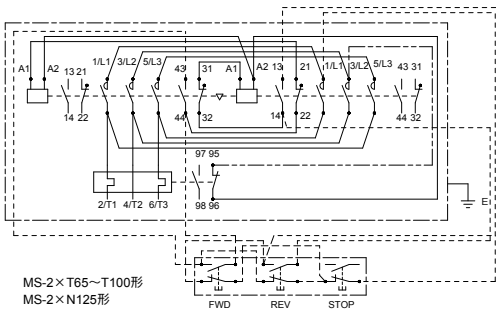 1/L1 3/L2 5/L3
A1 A2 13 21 1/L1 3/L2 5/L3 43 31 A1 A2 13 21 43 31
14 22 44 32 14 22 44 32
97 95
2/T1 4/T2 6/T3 98 96
E
MS-2×T65～T100形
MS-2×N125形
FWD REV STOP